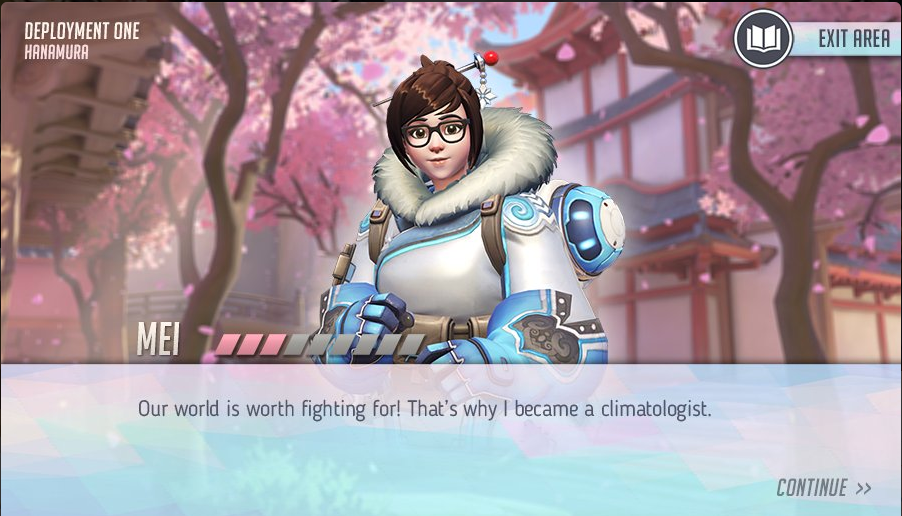 DEPLOYMENT ONE
HANAMURA
EXIT AREA
MEI
Our world is worth fighting for! That's why I became a climatologist.
CONTINUE >>